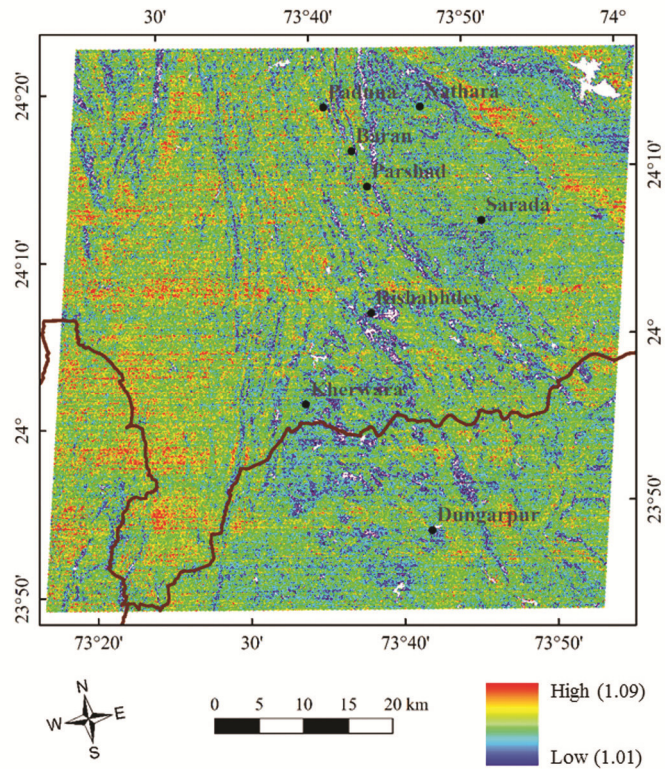 30' 73°40' 73°50' 74°
24°20'
24°10'
24°
23°50'
24°10'
24°
23°50'
Paduna
Nathara
Baran
Parshad
Sarada
Rishabhdev
Kherwara
Dungarpur
73°20' 30' 73°40' 73°50'
N
W E
S
0 5 10 15 20 km
High (1.09)
Low (1.01)